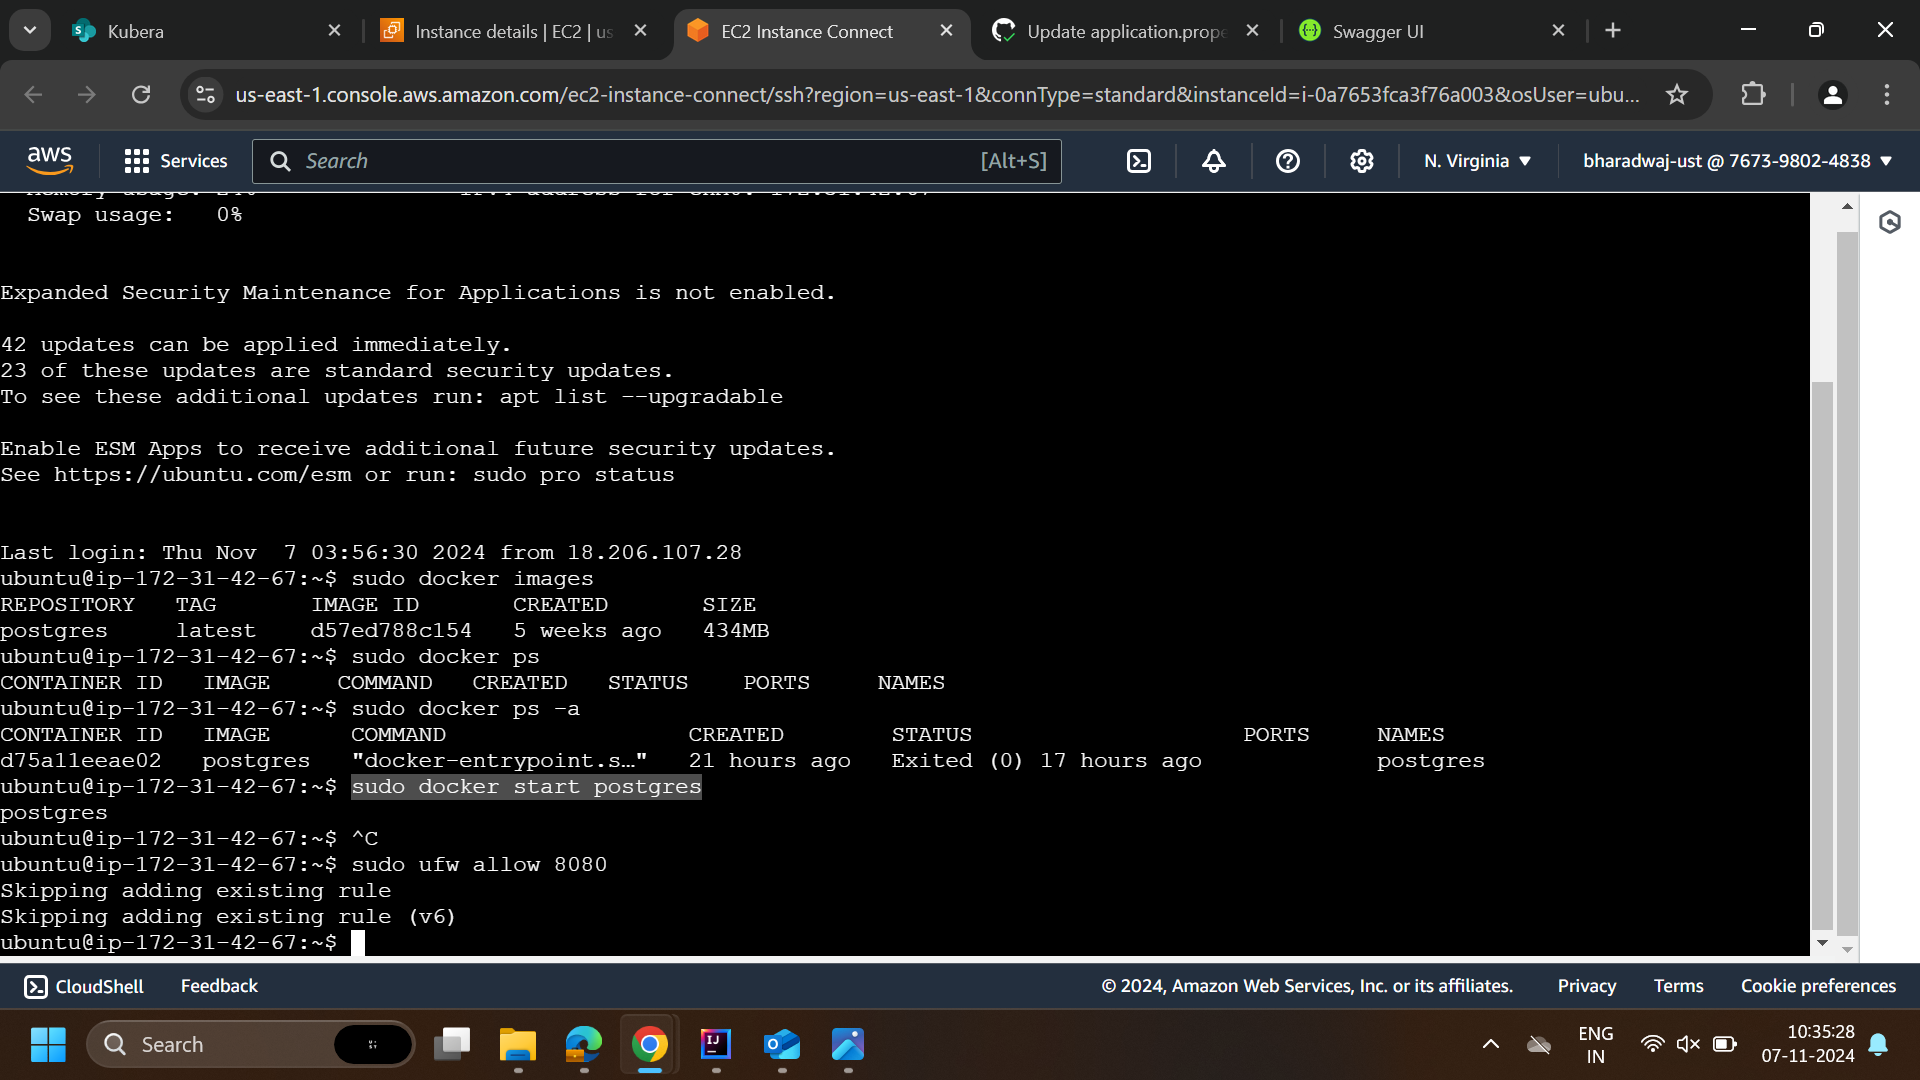 Kubera
Instance details | EC2 | us
EC2 Instance Connect
Update application.prope
Swagger UI
us-east-1.console.aws.amazon.com/ec2-instance-connect/ssh?region=us-east-1&connType=standard&instanceId=i-0a7653fca3f76a003&osUser=ubu...
aws
Services
Search
[Alt+S]
N. Virginia
bharadwaj-ust @ 7673-9802-4838
Swap usage: 0%
Expanded Security Maintenance for Applications is not enabled.
42 updates can be applied immediately.
23 of these updates are standard security updates.
To see these additional updates run: apt list --upgradable
Enable ESM Apps to receive additional future security updates.
See https://ubuntu.com/esm or run: sudo pro status
Last login: Thu Nov  7 03:56:30 2024 from 18.206.107.28
ubuntu@ip-172-31-42-67:~$ sudo docker images
REPOSITORY   TAG       IMAGE ID       CREATED       SIZE
postgres     latest    d57ed788c154   5 weeks ago   434MB
ubuntu@ip-172-31-42-67:~$ sudo docker ps
CONTAINER ID   IMAGE     COMMAND   CREATED   STATUS    PORTS     NAMES
ubuntu@ip-172-31-42-67:~$ sudo docker ps -a
CONTAINER ID   IMAGE      COMMAND                  CREATED        STATUS                    PORTS     NAMES
d75a11eeae02   postgres   "docker-entrypoint.s…"   21 hours ago   Exited (0) 17 hours ago             postgres
ubuntu@ip-172-31-42-67:~$ sudo docker start postgres
postgres
ubuntu@ip-172-31-42-67:~$ ^C
ubuntu@ip-172-31-42-67:~$ sudo ufw allow 8080
Skipping adding existing rule
Skipping adding existing rule (v6)
ubuntu@ip-172-31-42-67:~$
CloudShell
Feedback
© 2024, Amazon Web Services, Inc. or its affiliates.
Privacy
Terms
Cookie preferences
Search
ENG
IN
10:35:28
07-11-2024